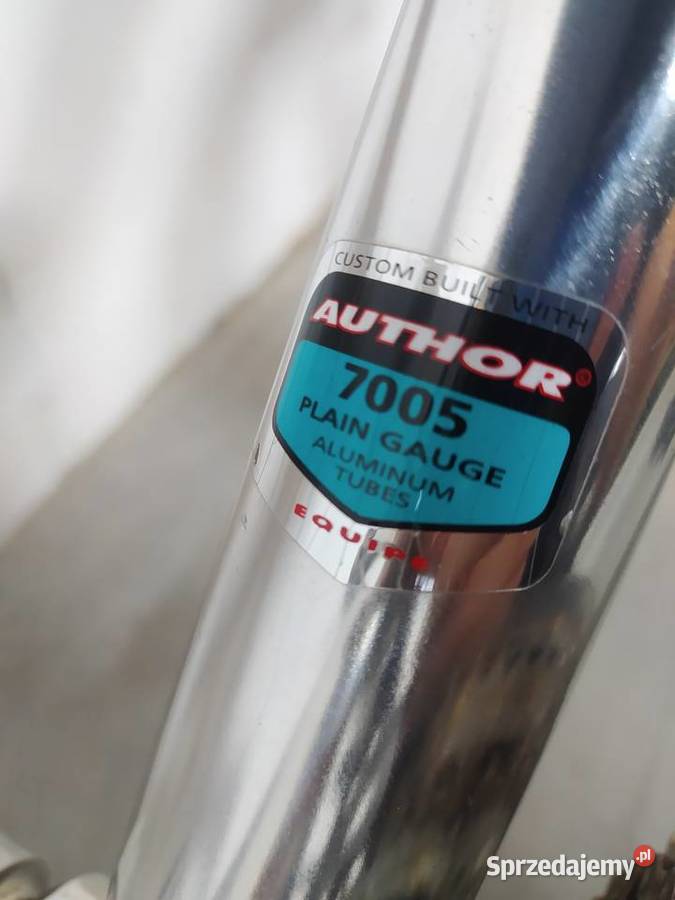 CUSTOM BUILT WITH
AUTHOR®
7005
PLAIN GAUGE
ALUMINUM
TUBES
EQUIPE
Sprzedajemy.pl